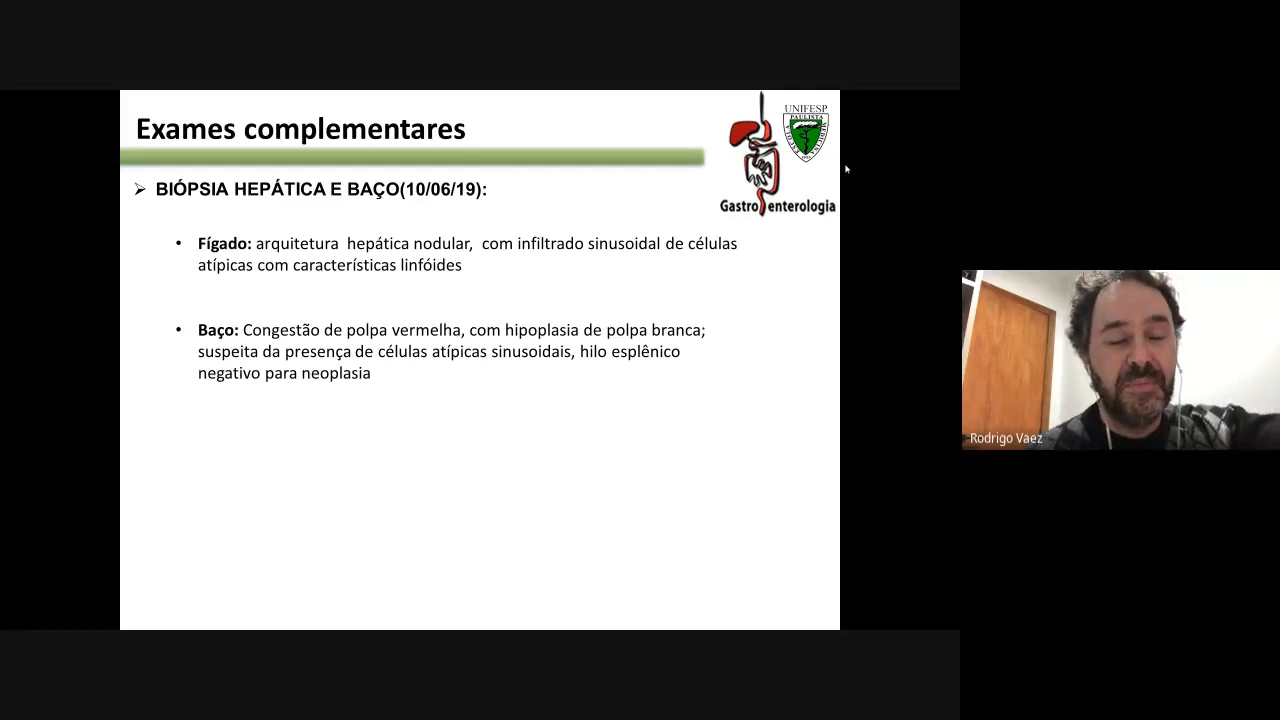 Exames complementares
UNIFESP
PAULISTA
Gastroenterologia
BIÓPSIA HEPÁTICA E BAÇO(10/06/19):
Fígado: arquitetura hepática nodular, com infiltrado sinusoidal de células
atípicas com características linfóides
Baço: Congestão de polpa vermelha, com hipoplasia de polpa branca;
suspeita da presença de células atípicas sinusoidais, hilo esplênico
negativo para neoplasia
Rodrigo Vaez